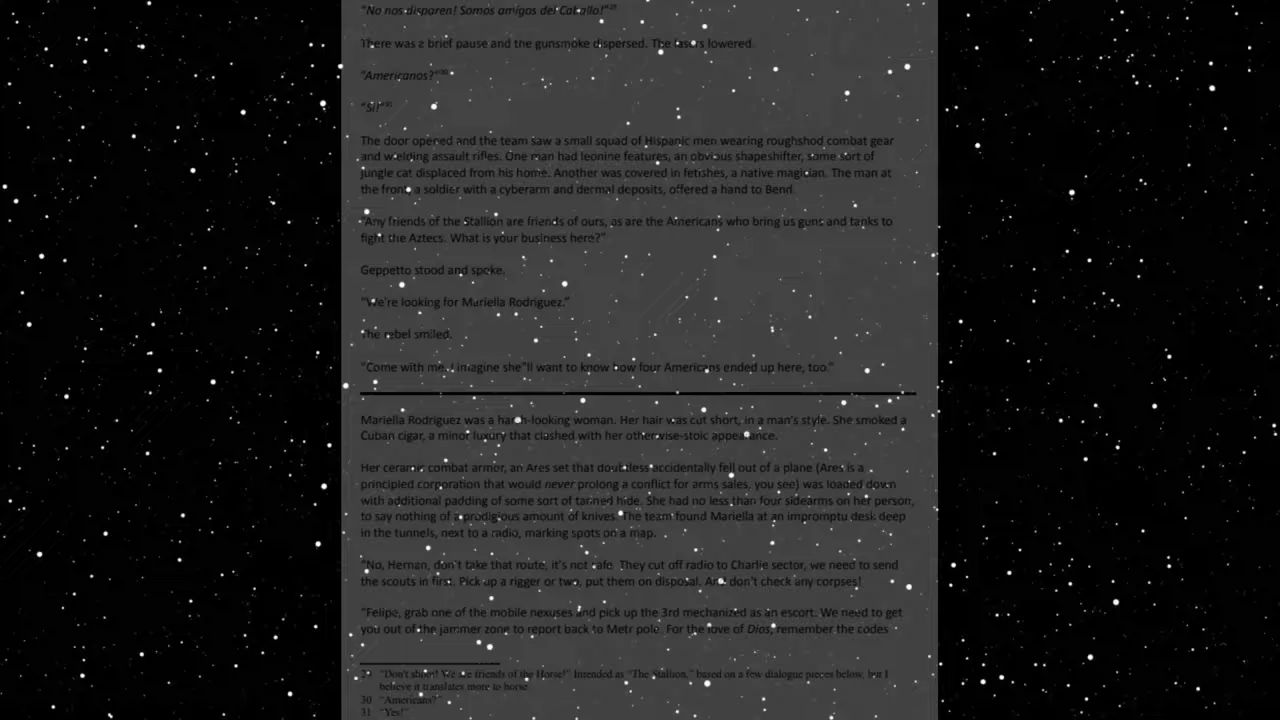 “No nos disparen! Somos amigos del Caballo!”29
There was a brief pause and the gunsmoke dispersed. The lasers lowered.
“Americanos?”30
“Si!”31
The door opened and the team saw a small squad of Hispanic men wearing roughshod combat gear
and wielding assault rifles. One man had leonine features, an obvious shapeshifter, some sort of
jungle cat displaced from his home. Another was covered in fetishes, a native magician. The man at
the front, a soldier with a cyberarm and dermal deposits, offered a hand to Bend.
“Any friends of the Stallion are friends of ours, as are the Americans who bring us guns and tanks to
fight the Aztecs. What is your business here?”
Geppetto stood and spoke.
“We’re looking for Mariella Rodriguez.”
The rebel smiled.
“Come with me. I imagine she”ll want to know how four Americans ended up here, too.”
Mariella Rodriguez was a harsh-looking woman. Her hair was cut short, in a man’s style. She smoked a
Cuban cigar, a minor luxury that clashed with her otherwise-stoic appearance.
Her ceramic combat armor, an Ares set that doubtless accidentally fell out of a plane (Ares is a
principled corporation that would never prolong a conflict for arms sales, you see) was loaded down
with additional padding of some sort of tanned hide. She had no less than four sidearms on her person,
to say nothing of a prodigious amount of knives. The team found Mariella at an impromptu desk deep
in the tunnels, next to a radio, marking spots on a map.
“No, Hernan, don’t take that route, it’s not safe. They cut off radio to Charlie sector, we need to send
the scouts in first. Pick up a rigger or two, put them on disposal. And don’t check any corpses!
“Felipe, grab one of the mobile nexuses and pick up the 3rd mechanized as an escort. We need to get
you out of the jammer zone to report back to Metropole. For the love of Dios, remember the codes
29 “Don’t shoot! We are friends of the Horse!” Intended as “The Stallion,” based on a few dialogue pieces below, but I
believe it translates more to horse
30 “Americans?”
31 “Yes!”